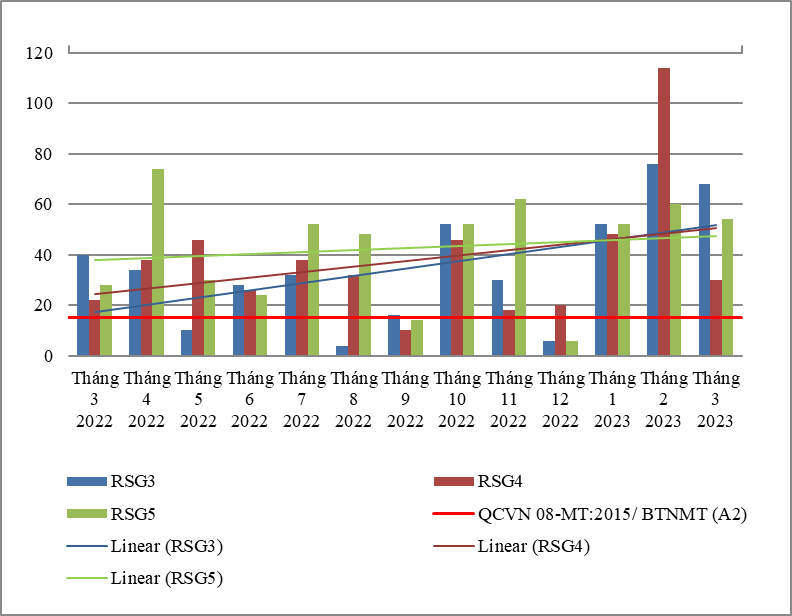 120
100
80
60
40
20
0
Tháng Tháng Tháng Tháng Tháng Tháng Tháng Tháng Tháng Tháng Tháng Tháng Tháng
3 4 5 6 7 8 9 10 11 12 1 2 3
2022 2022 2022 2022 2022 2022 2022 2022 2022 2022 2023 2023 2023
RSG3 RSG4
RSG5 QCVN 08-MT:2015/ BTNMT (A2)
Linear (RSG3) Linear (RSG4)
Linear (RSG5)